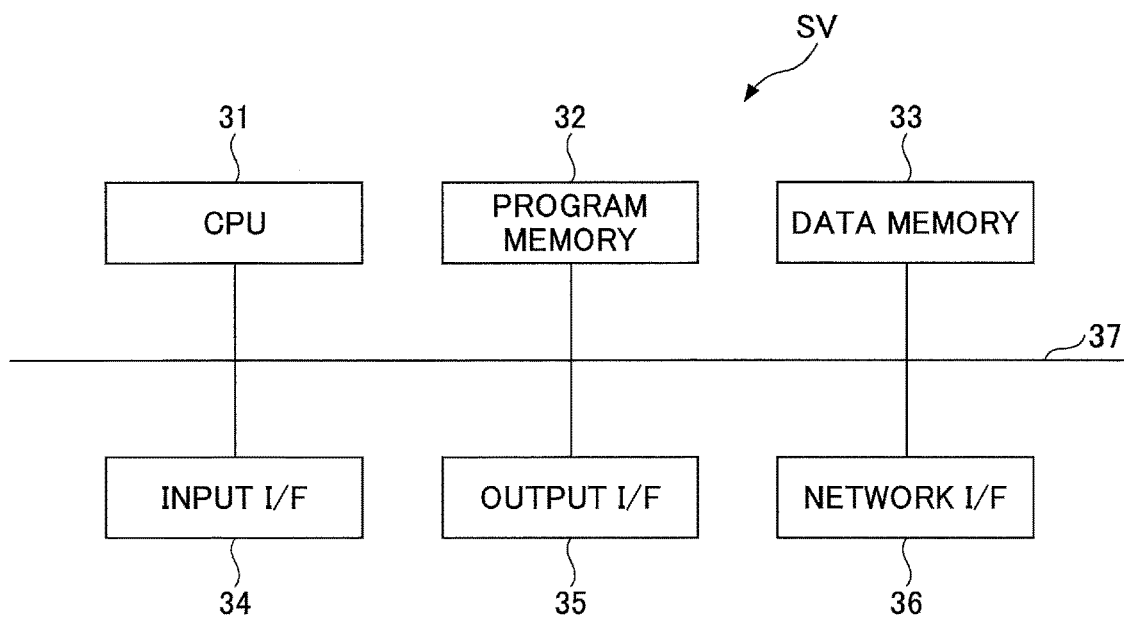 SV
31
32
33
CPU
PROGRAM
MEMORY
DATA MEMORY
37
INPUT I/F
OUTPUT I/F
NETWORK I/F
34
35
36